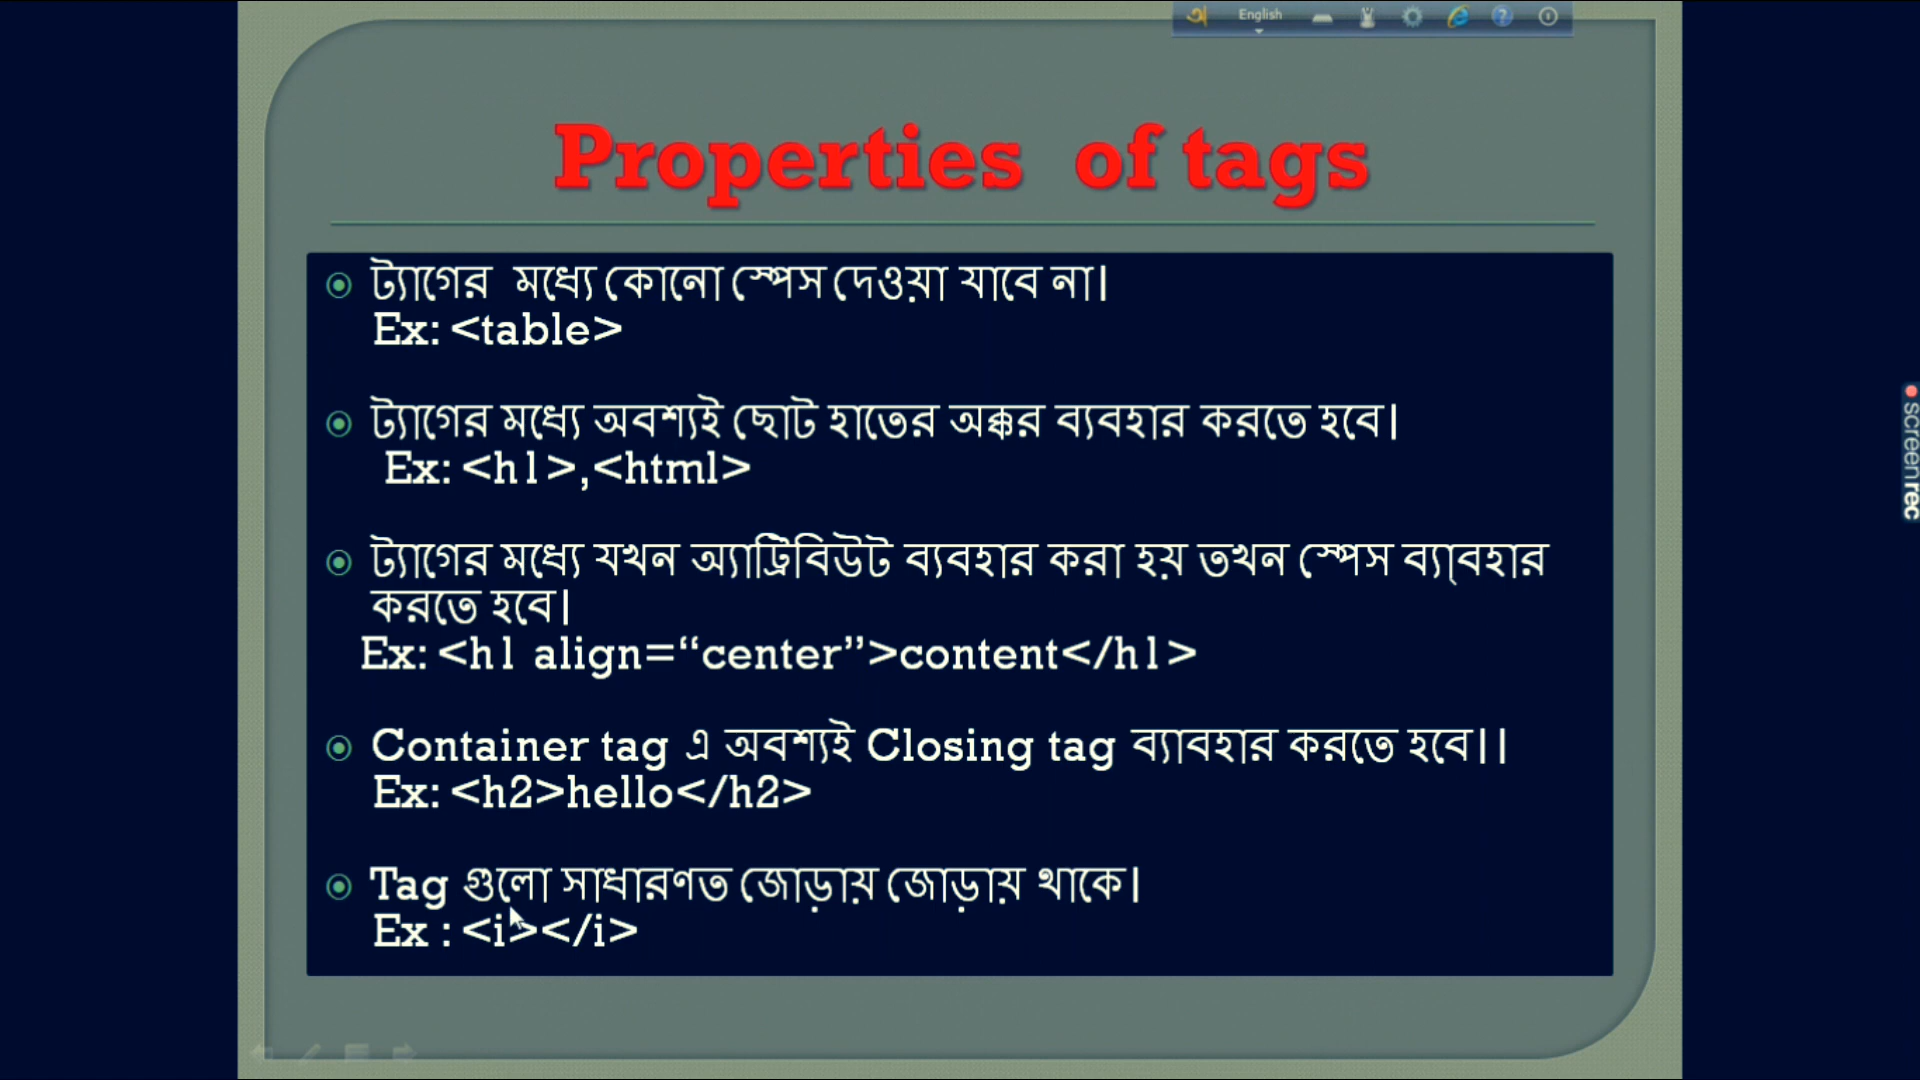 English
Properties of tags
ট্যাগের মধ্যে কোনো স্পেস দেওয়া যাবে না।
Ex: <table>
ট্যাগের মধ্যে অবশ্যই ছোট হাতের অক্কর ব্যবহার করতে হবে।
Ex: <h1>,<html>
ট্যাগের মধ্যে যখন অ্যাট্রিবিউট ব্যবহার করা হয় তখন স্পেস ব্যা্বহার
করতে হবে।
Ex: <h1 align=“center”>content</h1>
Container tag এ অবশ্যই Closing tag ব্যাবহার করতে হবে।।
Ex: <h2>hello</h2>
Tag গুলো সাধারণত জোড়ায় জোড়ায় থাকে।
Ex : <i></i>
screenrec